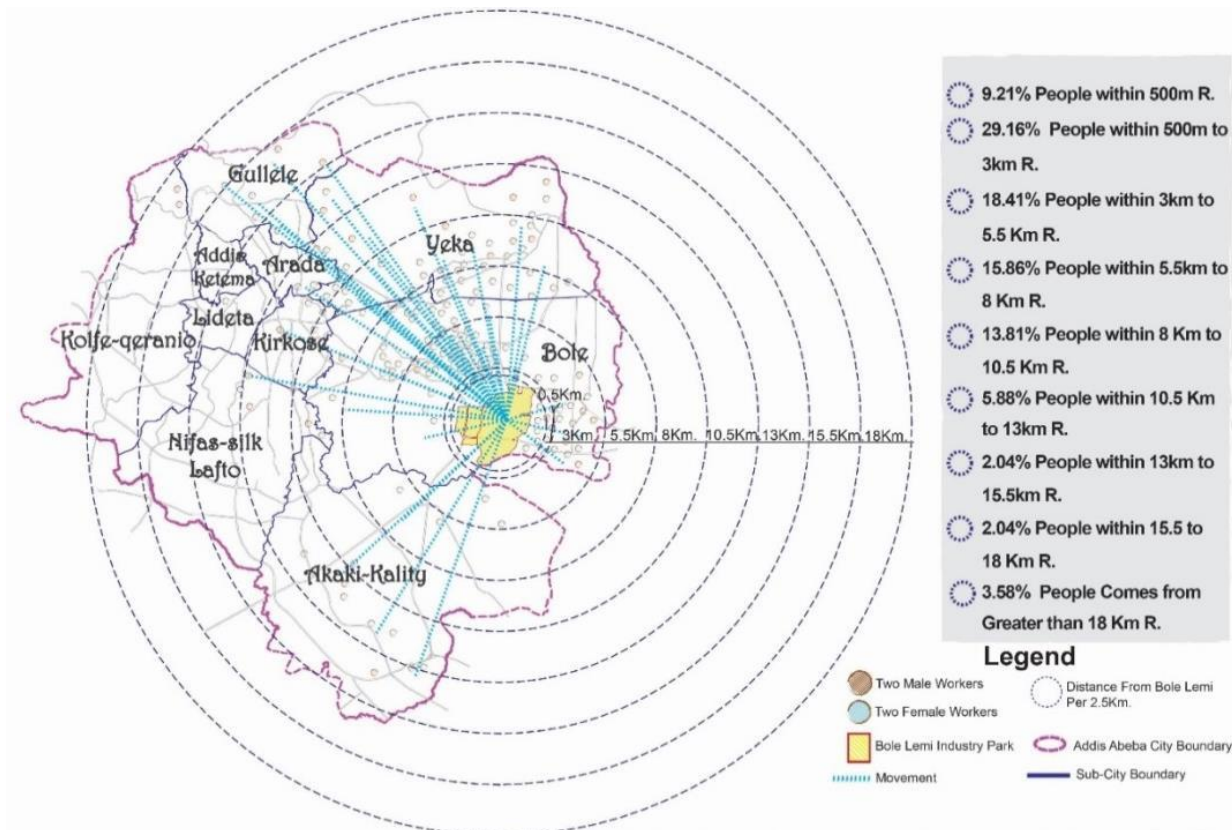 Gullele
Yeka
Addis
Ketema
Arada
Lideta
Kolfe-qeranio
Kirkose
Bole
0.5Km.
3Km. 5.5Km. 8Km. 10.5Km. 13Km. 15.5Km. 18Km.
Nifas-silk
Lafto
Akaki-Kality
9.21% People within 500m R.
29.16% People within 500m to
3km R.
18.41% People within 3km to
5.5 Km R.
15.86% People within 5.5km to
8 Km R.
13.81% People within 8 Km to
10.5 Km R.
5.88% People within 10.5 Km
to 13km R.
2.04% People within 13km to
15.5km R.
2.04% People within 15.5 to
18 Km R.
3.58% People Comes from
Greater than 18 Km R.
Legend
Two Male Workers
Distance From Bole Lemi
Per 2.5Km.
Two Female Workers
Bole Lemi Industry Park
Addis Abeba City Boundary
Movement
Sub-City Boundary